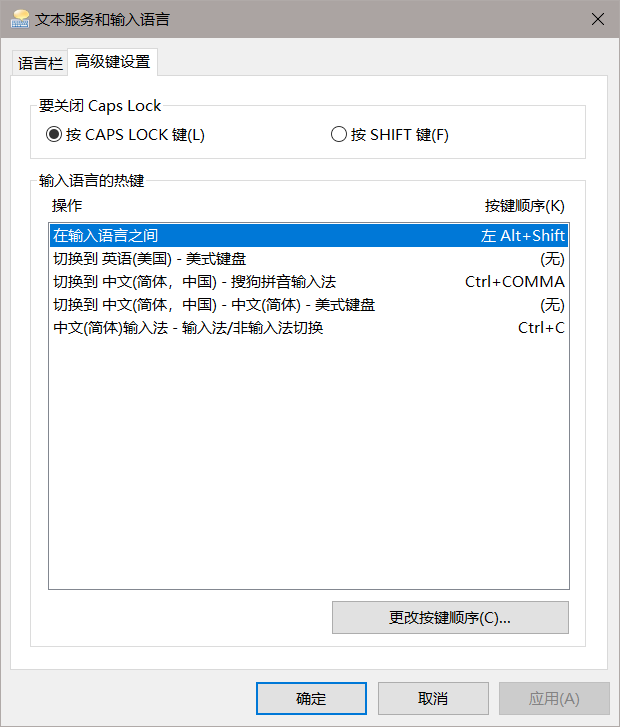 文本服务和输入语言
语言栏 高级键设置
要关闭 Caps Lock
按 CAPS LOCK 键(L) 按 SHIFT 键(F)
输入语言的热键
操作 按键顺序(K)
在输入语言之间 左 Alt+Shift
切换到 英语(美国) - 美式键盘 (无)
切换到 中文(简体，中国) - 搜狗拼音输入法 Ctrl+COMMA
切换到 中文(简体，中国) - 中文(简体) - 美式键盘 (无)
中文(简体)输入法 - 输入法/非输入法切换 Ctrl+C
更改按键顺序(C)...
确定 取消 应用(A)